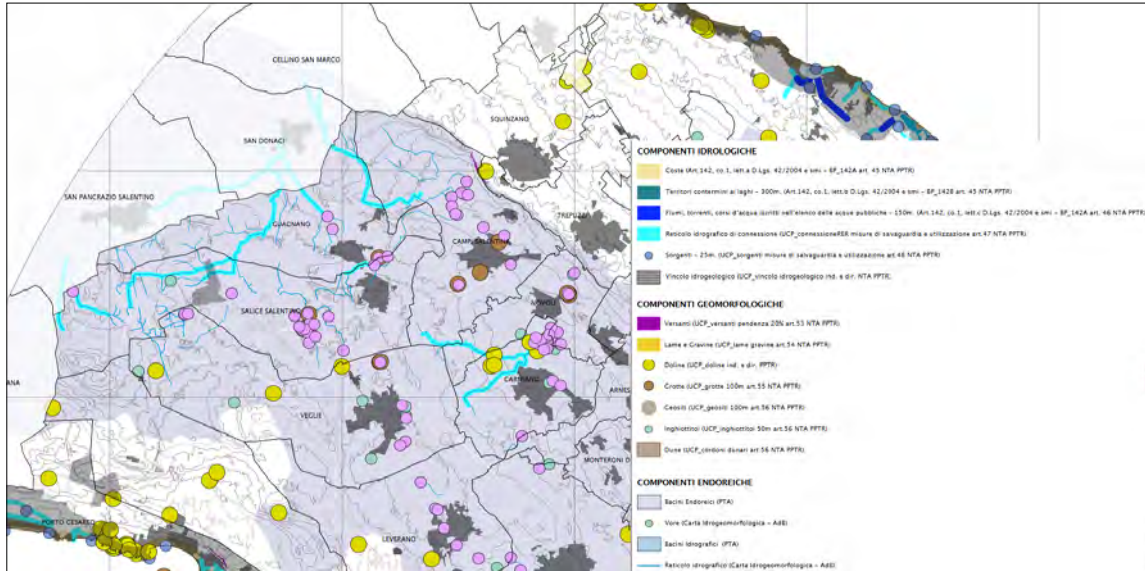 CELLINO SAN MARCO
SQUINZANO
SAN DONACI
SAN PANCRAZIO SALENTINO
GUAGNANO
TREPUZZI
CAMPI SALENTINA
SALICE SALENTINO
NOVOLI
CARMIANO
ANA
ARNES
VEGLIE
MONTERONI D
PORTO CESAREO
LEVERANO
COMPONENTI IDROLOGICHE
Coste (Art.142, co.1, lett.a D.Lgs. 42/2004 e smi – BP_142A art. 45 NTA PPTR)
Territori contermini ai laghi – 300m. (Art.142, co.1, lett.b D.Lgs. 42/2004 e smi – BP_142B art. 45 NTA PPTR)
Fiumi, torrenti, corsi d'acqua iscritti nell'elenco delle acque pubbliche – 150m. (Art.142, co.1, lett.c D.Lgs. 42/2004 e smi – BP_142A art. 46 NTA PPTR)
Reticolo idrografico di connessione (UCP_connessioneRER misure di salvaguardia e utilizzazione art.47 NTA PPTR)
Sorgenti – 25m. (UCP_sorgenti misure di salvaguardia e utilizzazione art.48 NTA PPTR)
Vincolo idrogeologico (UCP_vincolo idrogeologico ind. e dir. NTA PPTR)
COMPONENTI GEOMORFOLOGICHE
Versanti (UCP_versanti pendenza 20% art.53 NTA PPTR)
Lame e Gravine (UCP_lame gravine art.54 NTA PPTR)
Doline (UCP_doline ind. e dir. PPTR)
Grotte (UCP_grotte 100m art.55 NTA PPTR)
Geositi (UCP_geositi 100m art.56 NTA PPTR)
Inghiottitoi (UCP_inghiottitoi 50m art.56 NTA PPTR)
Dune (UCP_cordoni dunari art.56 NTA PPTR)
COMPONENTI ENDOREICHE
Bacini Endoreici (PTA)
Vore (Carta Idrogeomorfologica – AdB)
Bacini Idrografici (PTA)
Reticolo idrografico (Carta Idrogeomorfologica – AdB)